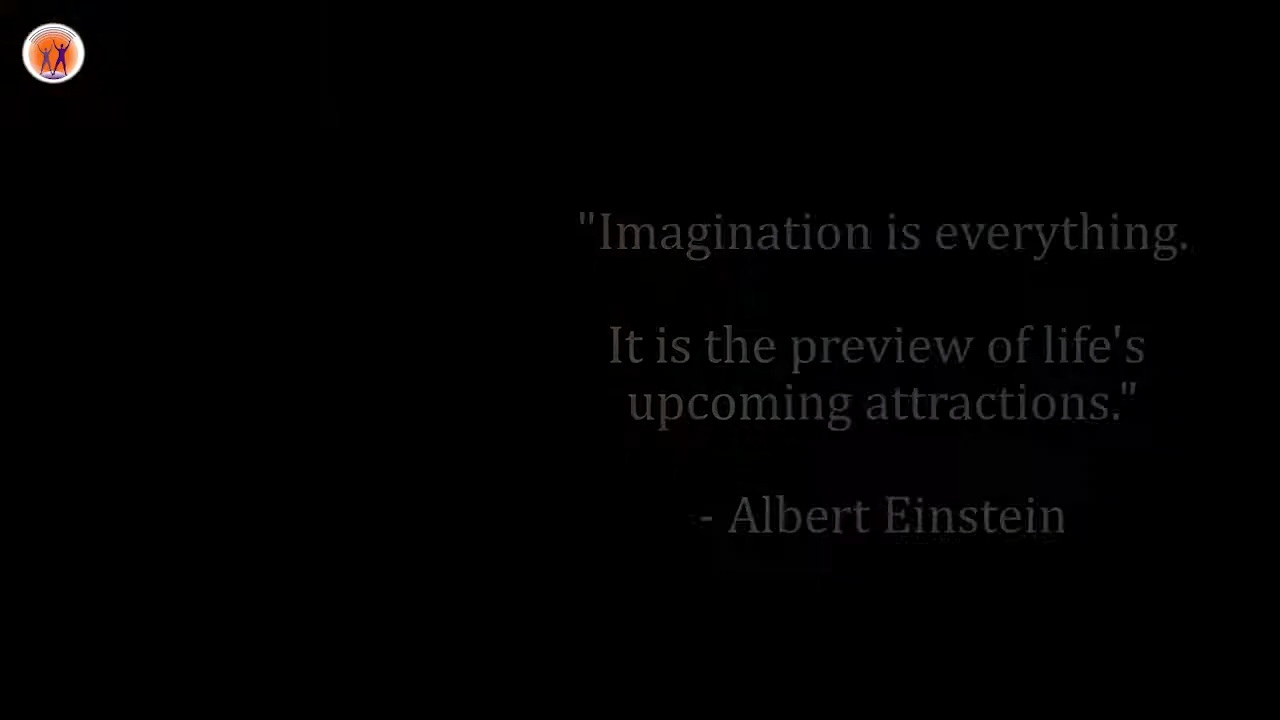 "Imagination is everything.
It is the preview of life's
upcoming attractions."
- Albert Einstein